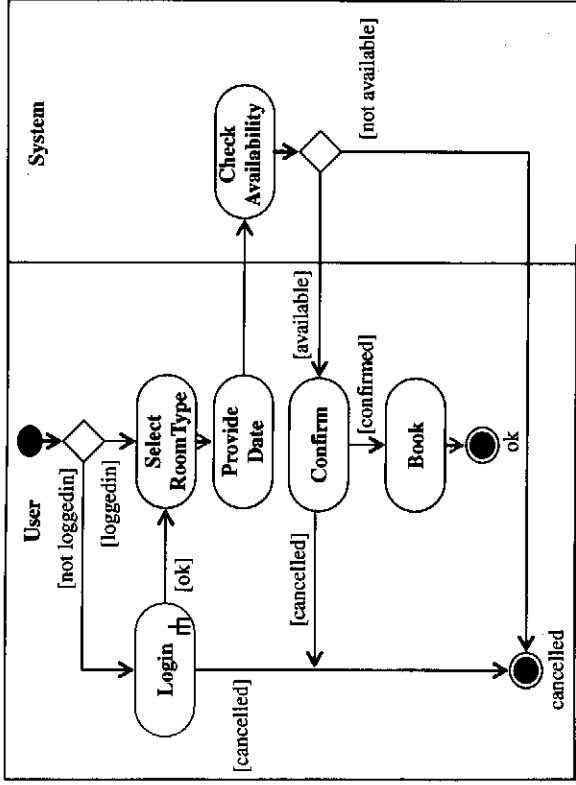 User
System
[not loggedin]
[loggedin]
Login
[ok]
Select
RoomType
Provide
Date
Check
Availability
[available]
[not available]
Confirm
[cancelled]
[confirmed]
Book
[cancelled]
ok
cancelled